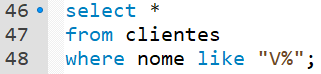 46 select *
47 from clientes
48 where nome like "V%";